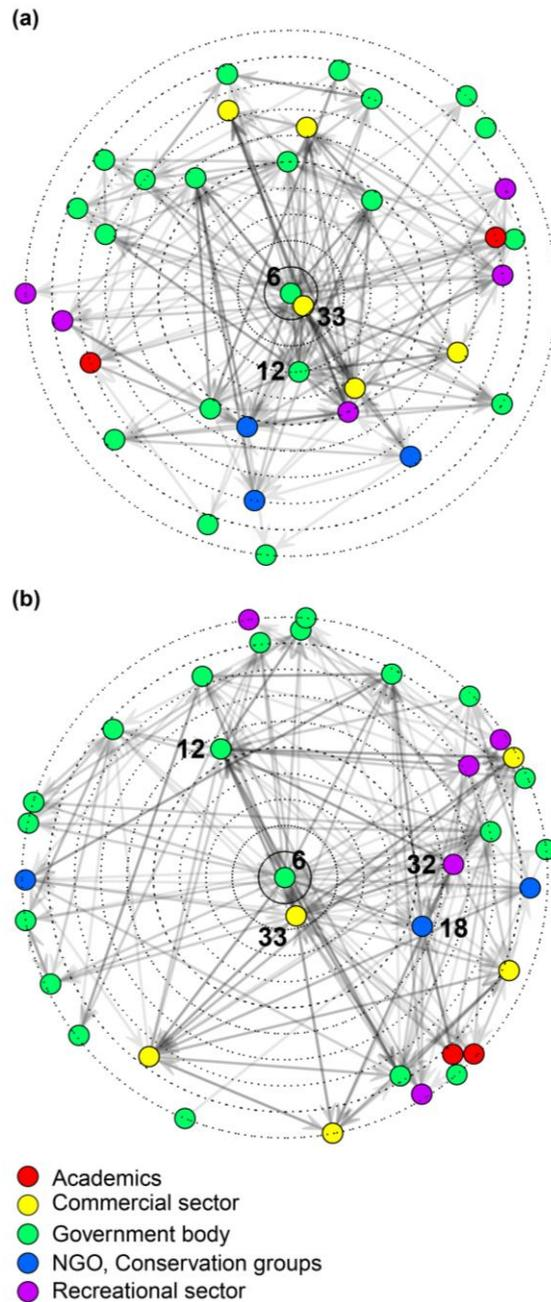 (a)
6
33
12
(b)
12
6
32
33
18
Academics
Commercial sector
Government body
NGO, Conservation groups
Recreational sector